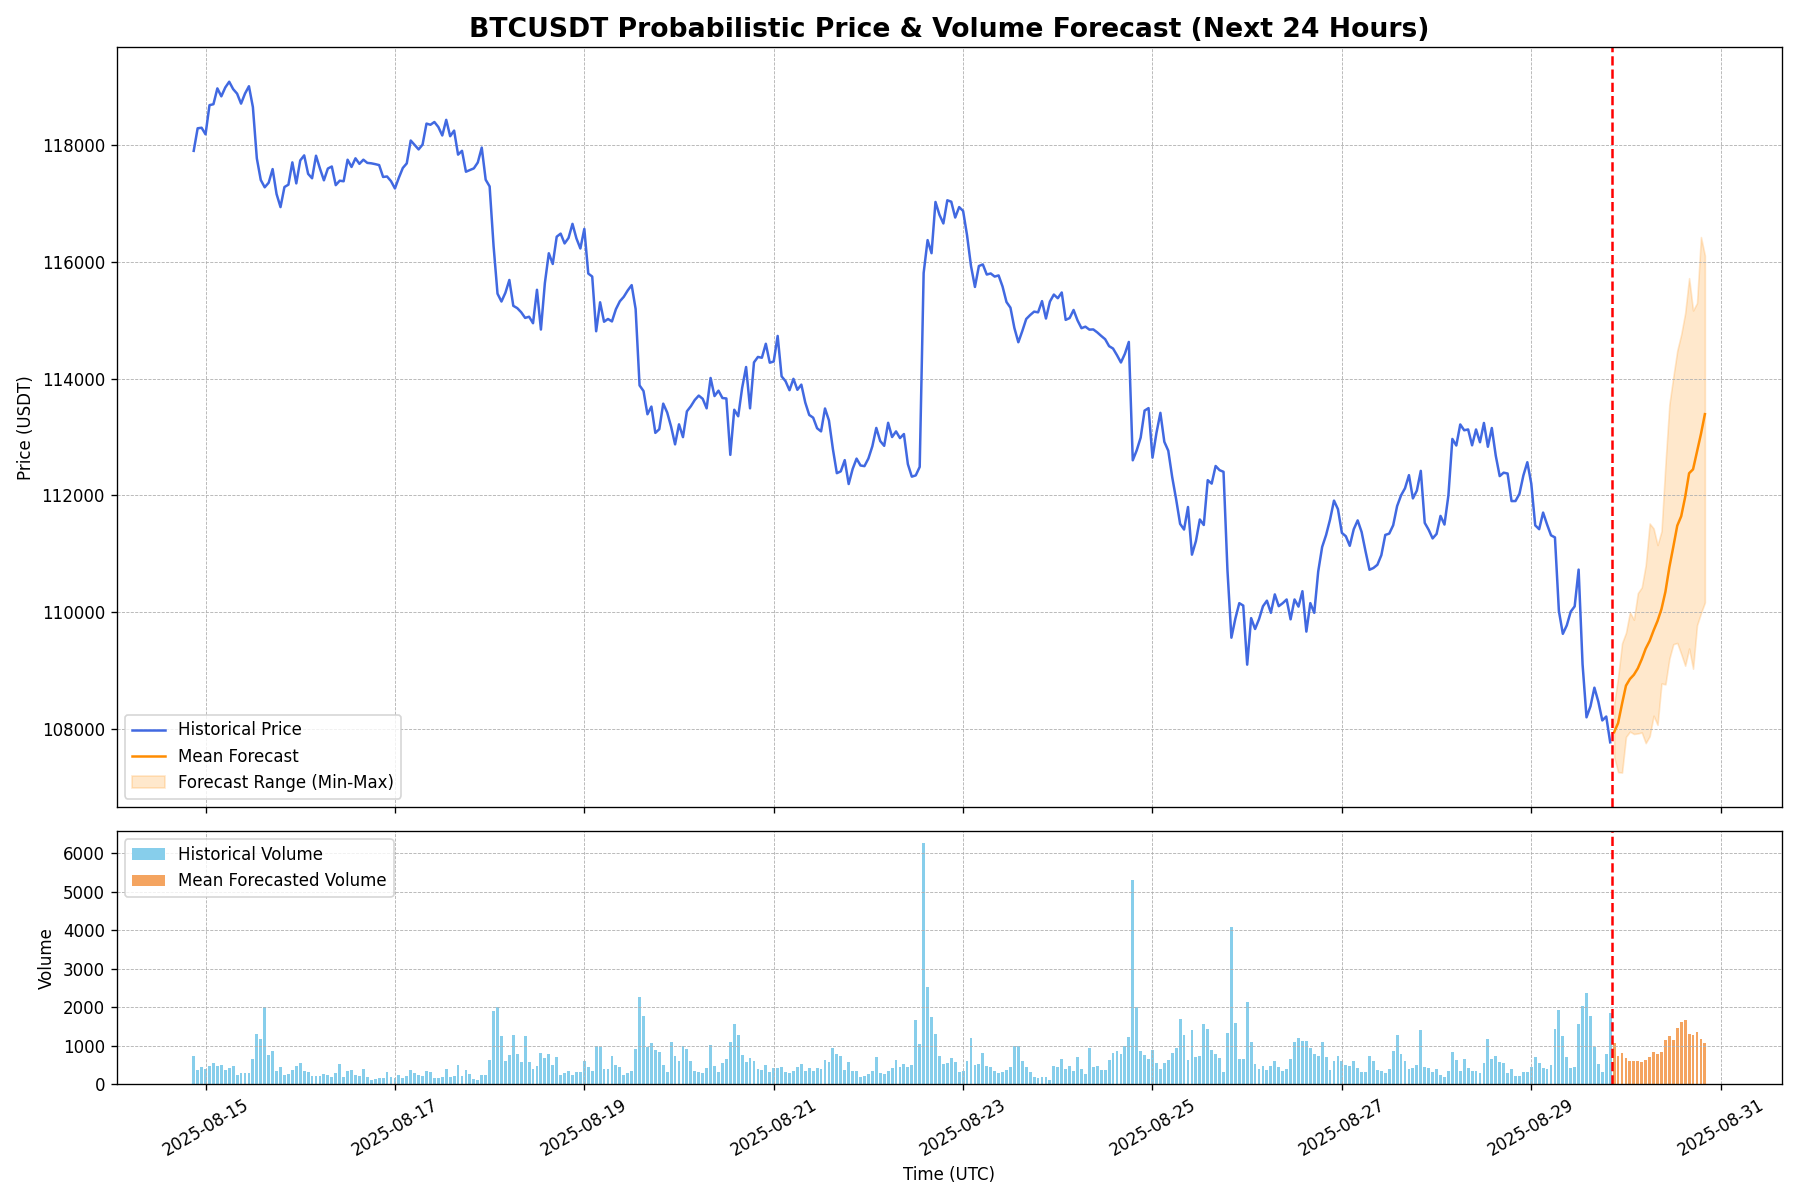 BTCUSDT Probabilistic Price & Volume Forecast (Next 24 Hours)
Price (USDT)
118000
116000
114000
112000
110000
108000
Historical Price
Mean Forecast
Forecast Range (Min-Max)
Volume
6000
5000
4000
3000
2000
1000
0
Historical Volume
Mean Forecasted Volume
2025-08-15
2025-08-17
2025-08-19
2025-08-21
2025-08-23
2025-08-25
2025-08-27
2025-08-29
2025-08-31
Time (UTC)